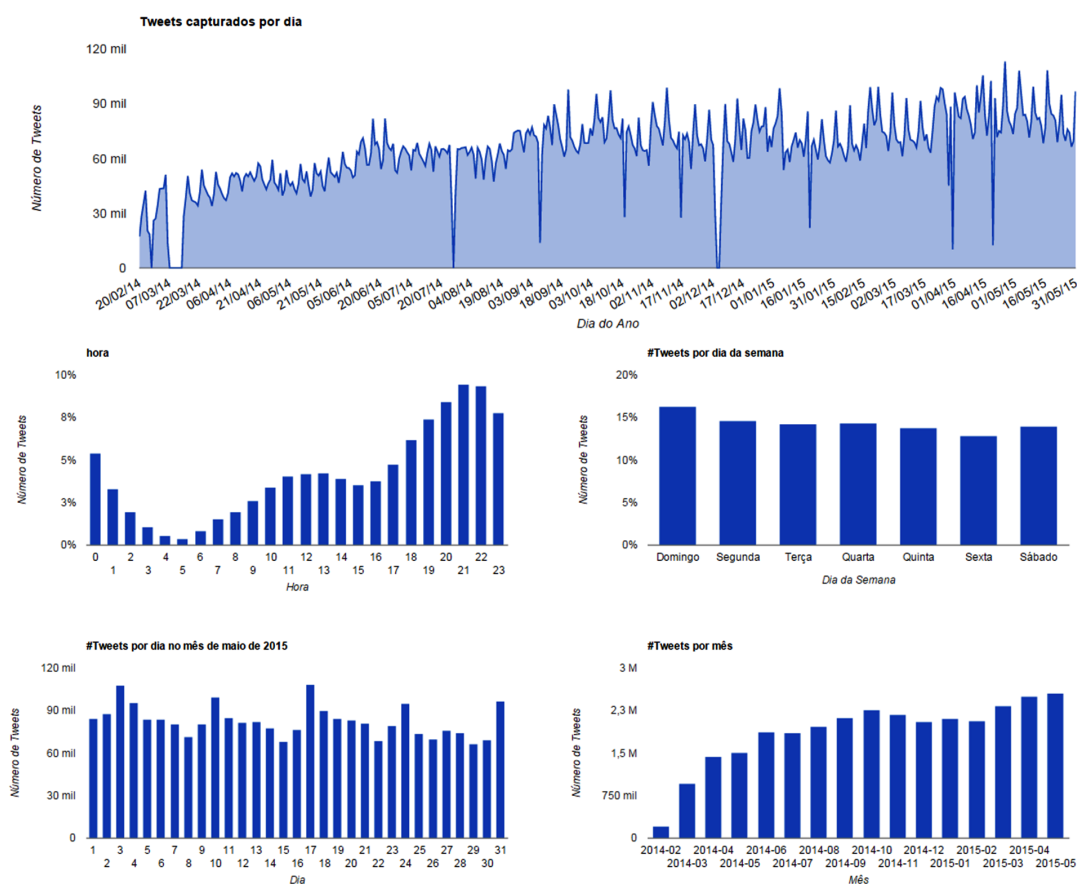 Tweets capturados por dia
120 mil
90 mil
60 mil
30 mil
0
Número de Tweets
20/02/14 07/03/14 22/03/14 06/04/14 21/04/14 06/05/14 21/05/14 05/06/14 20/06/14 05/07/14 20/07/14 04/08/14 19/08/14 03/09/14 18/09/14 03/10/14 18/10/14 02/11/14 17/11/14 02/12/14 17/12/14 01/01/15 16/01/15 31/01/15 15/02/15 02/03/15 17/03/15 01/04/15 16/04/15 01/05/15 16/05/15 31/05/15
Dia do Ano
hora
10%
8%
5%
3%
0%
Número de Tweets
0 2 4 6 8 10 12 14 16 18 20 22
1 3 5 7 9 11 13 15 17 19 21 23
Hora
#Tweets por dia da semana
20%
15%
10%
5%
0%
Número de Tweets
Domingo Segunda Terça Quarta Quinta Sexta Sábado
Dia da Semana
#Tweets por dia no mês de maio de 2015
120 mil
90 mil
60 mil
30 mil
0
Número de Tweets
1 3 5 7 9 11 13 15 17 19 21 23 25 27 29 31
2 4 6 8 10 12 14 16 18 20 22 24 26 28 30
Dia
#Tweets por mês
3 M
2,3 M
1,5 M
750 mil
0
Número de Tweets
2014-02 2014-04 2014-06 2014-08 2014-10 2014-12 2015-02 2015-04
2014-03 2014-05 2014-07 2014-09 2014-11 2015-01 2015-03 2015-05
Mês